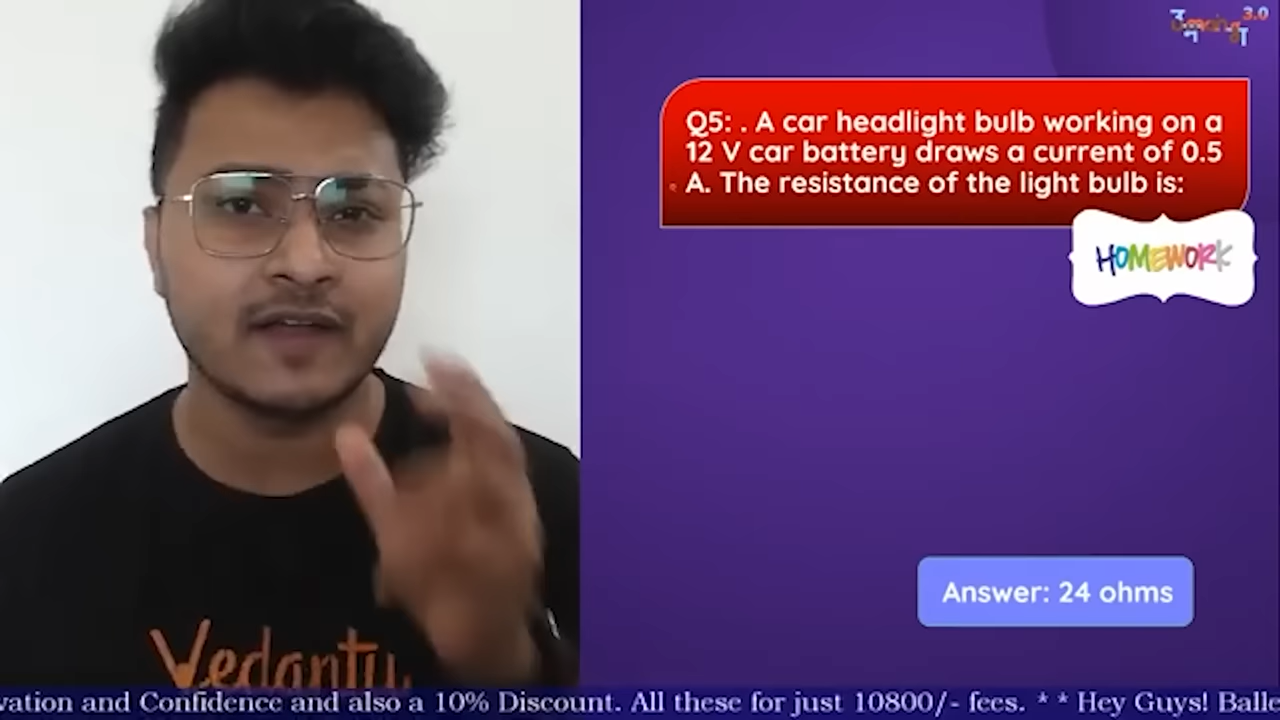 3.0
Q5: . A car headlight bulb working on a
12 V car battery draws a current of 0.5
A. The resistance of the light bulb is:
HOMEWORK
Answer: 24 ohms
Vedantu
vation and Confidence and also a 10% Discount. All these for just 10800/- fees. * * Hey Guys! Balle